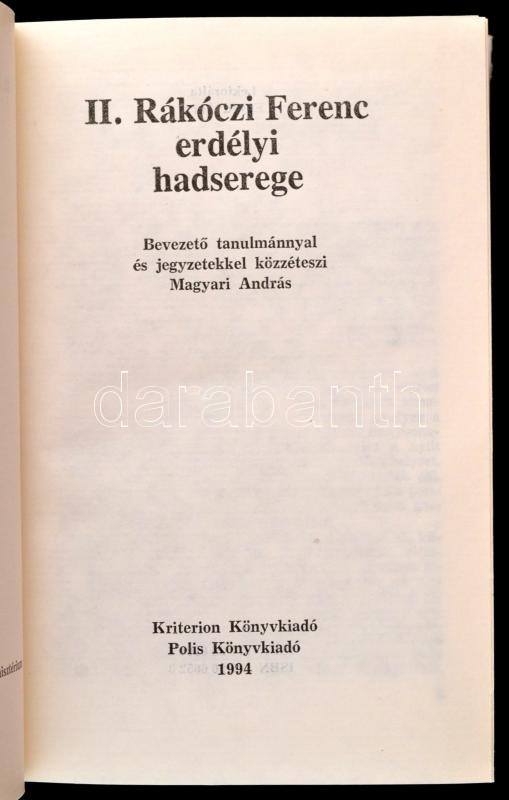 II. Rákóczi Ferenc
erdélyi
hadserege
Bevezető tanulmánnyal
és jegyzetekkel közzéteszi
Magyari András
darabanth
Kriterion Könyvkiadó
Polis Könyvkiadó
1994